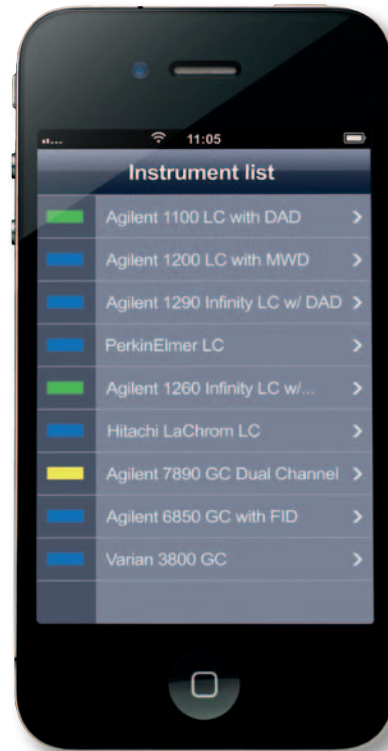 11:05
Instrument list
Agilent 1100 LC with DAD
Agilent 1200 LC with MWD
Agilent 1290 Infinity LC w/ DAD
PerkinElmer LC
Agilent 1260 Infinity LC w/...
Hitachi LaChrom LC
Agilent 7890 GC Dual Channel
Agilent 6850 GC with FID
Varian 3800 GC